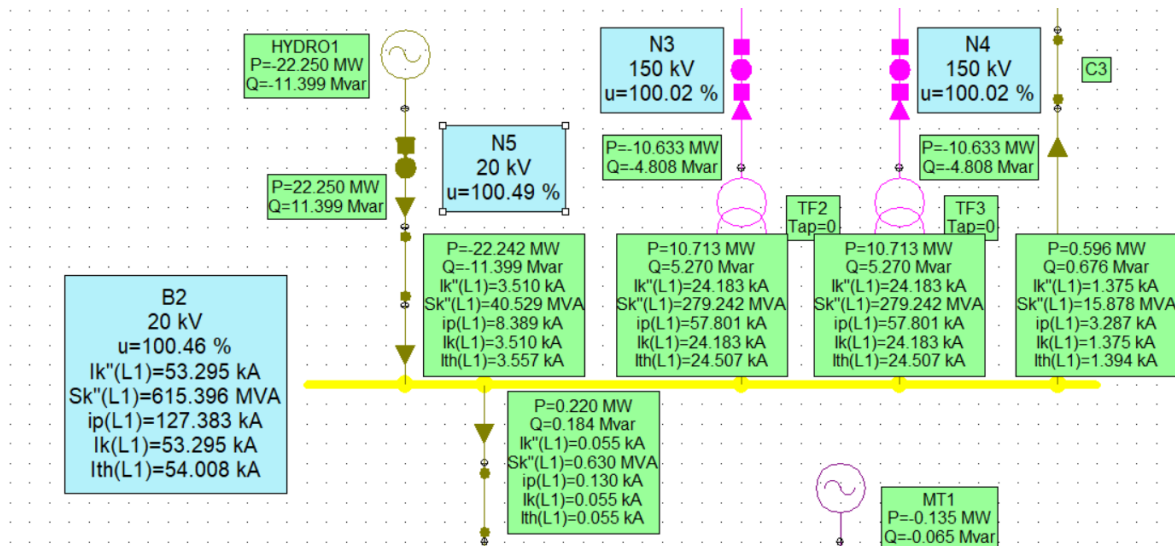 HYDRO1
P=-22.250 MW
Q=-11.399 Mvar
N3
150 kV
u=100.02 %
N4
150 kV
u=100.02 %
C3
N5
20 kV
u=100.49 %
P=-10.633 MW
Q=-4.808 Mvar
P=-10.633 MW
Q=-4.808 Mvar
P=22.250 MW
Q=11.399 Mvar
TF2
Tap=0
TF3
Tap=0
P=-22.242 MW
Q=-11.399 Mvar
Ik"(L1)=3.510 kA
Sk"(L1)=40.529 MVA
ip(L1)=8.389 kA
Ik(L1)=3.510 kA
Ith(L1)=3.557 kA
P=10.713 MW
Q=5.270 Mvar
Ik"(L1)=24.183 kA
Sk"(L1)=279.242 MVA
ip(L1)=57.801 kA
Ik(L1)=24.183 kA
Ith(L1)=24.507 kA
P=10.713 MW
Q=5.270 Mvar
Ik"(L1)=24.183 kA
Sk"(L1)=279.242 MVA
ip(L1)=57.801 kA
Ik(L1)=24.183 kA
Ith(L1)=24.507 kA
P=0.596 MW
Q=0.676 Mvar
Ik"(L1)=1.375 kA
Sk"(L1)=15.878 MVA
ip(L1)=3.287 kA
Ik(L1)=1.375 kA
Ith(L1)=1.394 kA
B2
20 kV
u=100.46 %
Ik"(L1)=53.295 kA
Sk"(L1)=615.396 MVA
ip(L1)=127.383 kA
Ik(L1)=53.295 kA
Ith(L1)=54.008 kA
P=0.220 MW
Q=0.184 Mvar
Ik"(L1)=0.055 kA
Sk"(L1)=0.630 MVA
ip(L1)=0.130 kA
Ik(L1)=0.055 kA
Ith(L1)=0.055 kA
MT1
P=-0.135 MW
Q=-0.065 Mvar